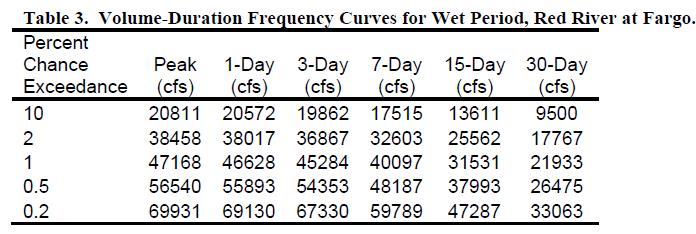 Table 3. Volume-Duration Frequency Curves for Wet Period, Red River at Fargo.
Percent
Chance Peak 1-Day 3-Day 7-Day 15-Day 30-Day
Exceedance (cfs) (cfs) (cfs) (cfs) (cfs) (cfs)
10 20811 20572 19862 17515 13611 9500
2 38458 38017 36867 32603 25562 17767
1 47168 46628 45284 40097 31531 21933
0.5 56540 55893 54353 48187 37993 26475
0.2 69931 69130 67330 59789 47287 33063